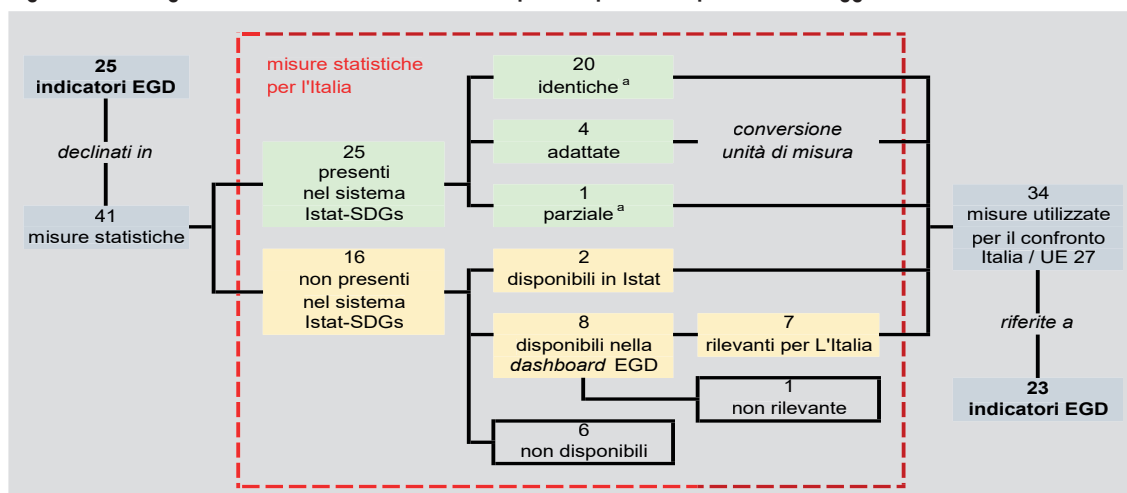 25
indicatori EGD
declinati in
41
misure statistiche
misure statistiche
per l'Italia
25
presenti
nel sistema
Istat-SDGs
16
non presenti
nel sistema
Istat-SDGs
20
identiche a
4
adattate
conversione
unità di misura
1
parziale a
2
disponibili in Istat
8
disponibili nella
dashboard EGD
7
rilevanti per L'Italia
1
non rilevante
6
non disponibili
34
misure utilizzate
per il confronto
Italia / UE 27
riferite a
23
indicatori EGD